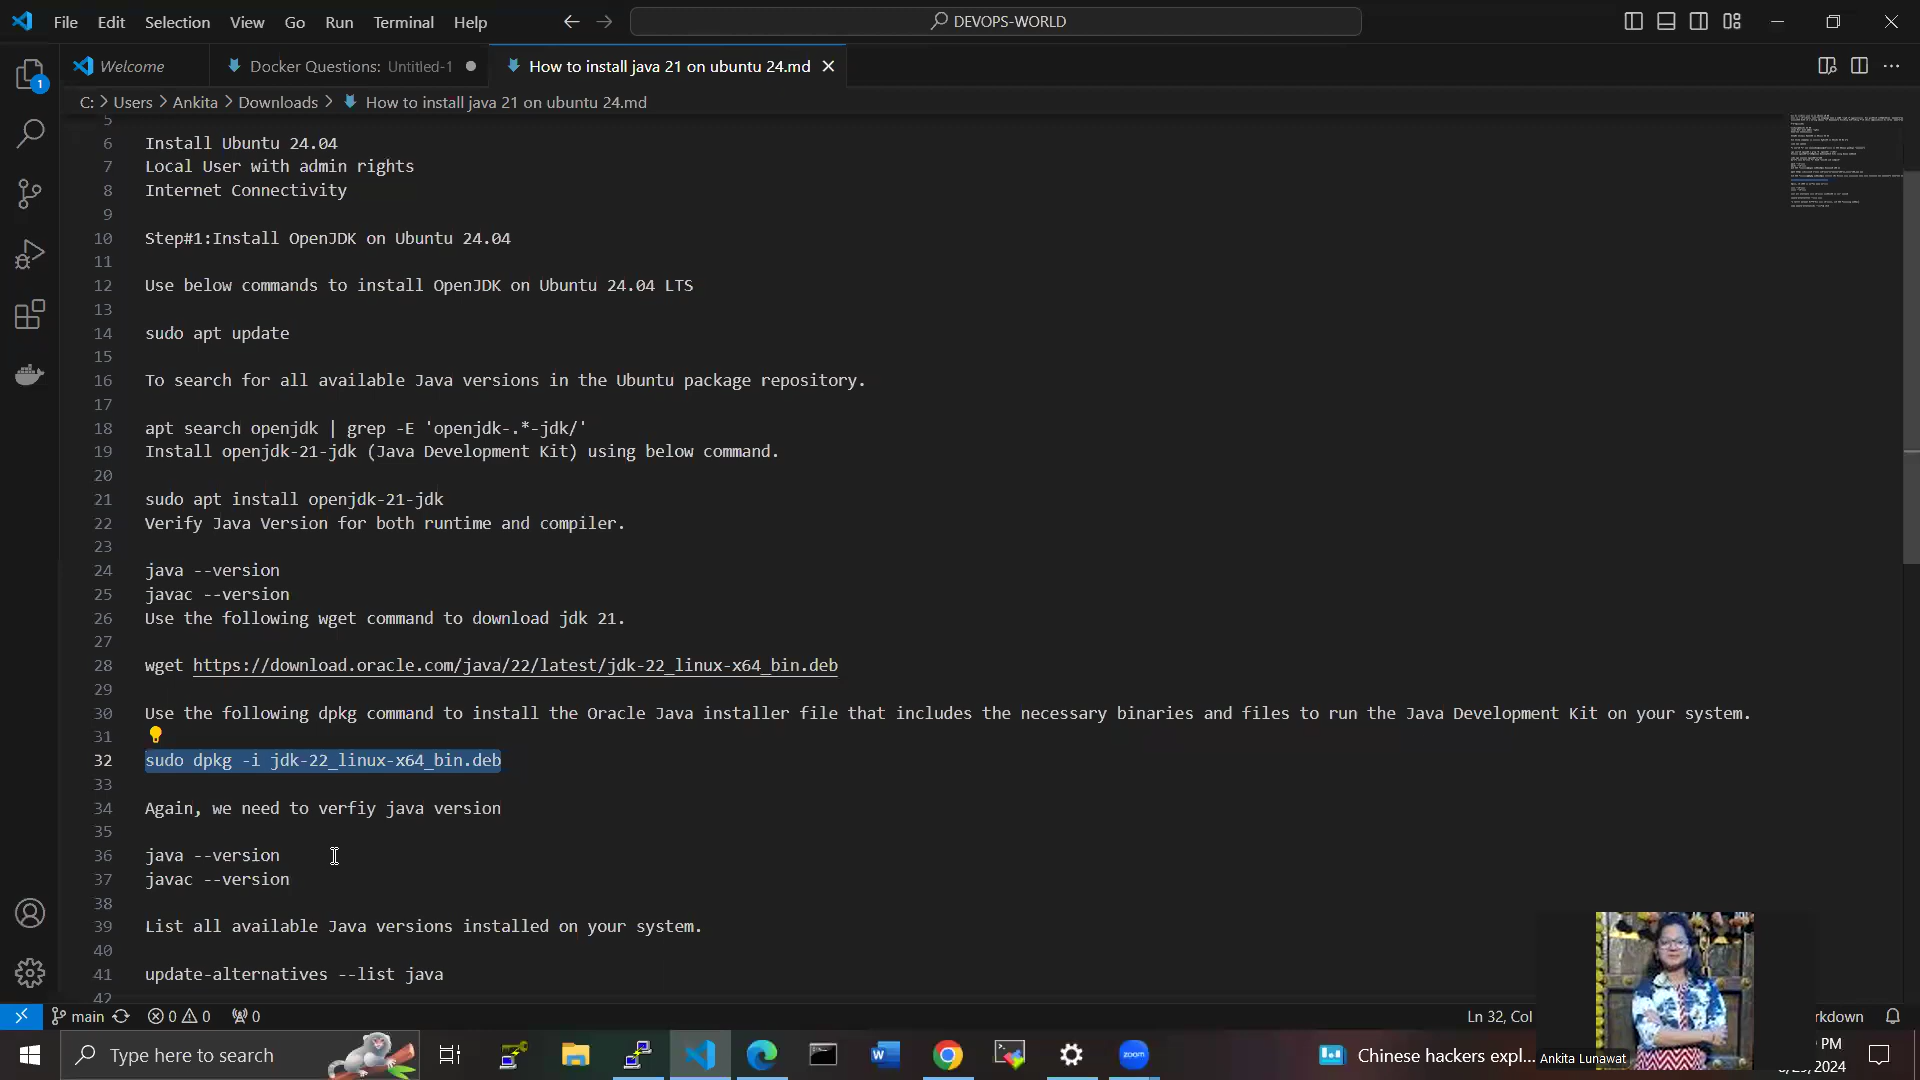 File Edit Selection View Go Run Terminal Help
DEVOPS-WORLD
1
Welcome
Docker Questions: Untitled-1
How to install java 21 on ubuntu 24.md
C: > Users > Ankita > Downloads > How to install java 21 on ubuntu 24.md
5
6 Install Ubuntu 24.04
7 Local User with admin rights
8 Internet Connectivity
9
10 Step#1:Install OpenJDK on Ubuntu 24.04
11
12 Use below commands to install OpenJDK on Ubuntu 24.04 LTS
13
14 sudo apt update
15
16 To search for all available Java versions in the Ubuntu package repository.
17
18 apt search openjdk | grep -E 'openjdk-.*-jdk/'
19 Install openjdk-21-jdk (Java Development Kit) using below command.
20
21 sudo apt install openjdk-21-jdk
22 Verify Java Version for both runtime and compiler.
23
24 java --version
25 javac --version
26 Use the following wget command to download jdk 21.
27
28 wget https://download.oracle.com/java/22/latest/jdk-22_linux-x64_bin.deb
29
30 Use the following dpkg command to install the Oracle Java installer file that includes the necessary binaries and files to run the Java Development Kit on your system.
31
32 sudo dpkg -i jdk-22_linux-x64_bin.deb
33
34 Again, we need to verfiy java version
35
36 java --version
37 javac --version
38
39 List all available Java versions installed on your system.
40
41 update-alternatives --list java
42
main 0 0 0
Ln 32, Col
rkdown
Type here to search
zoom
Chinese hackers expl...
Ankita Lunawat
PM
2024